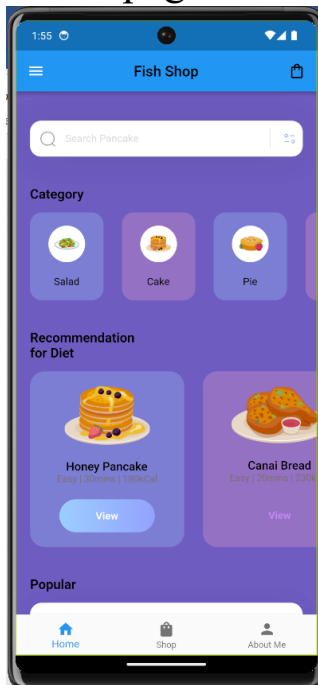 1:55
Fish Shop
Search Pancake
Category
Salad
Cake
Pie
Recommendation
for Diet
Honey Pancake
Easy | 30mins | 180kCal
View
Canai Bread
Easy | 20mins | 230k
View
Popular
Home
Shop
About Me